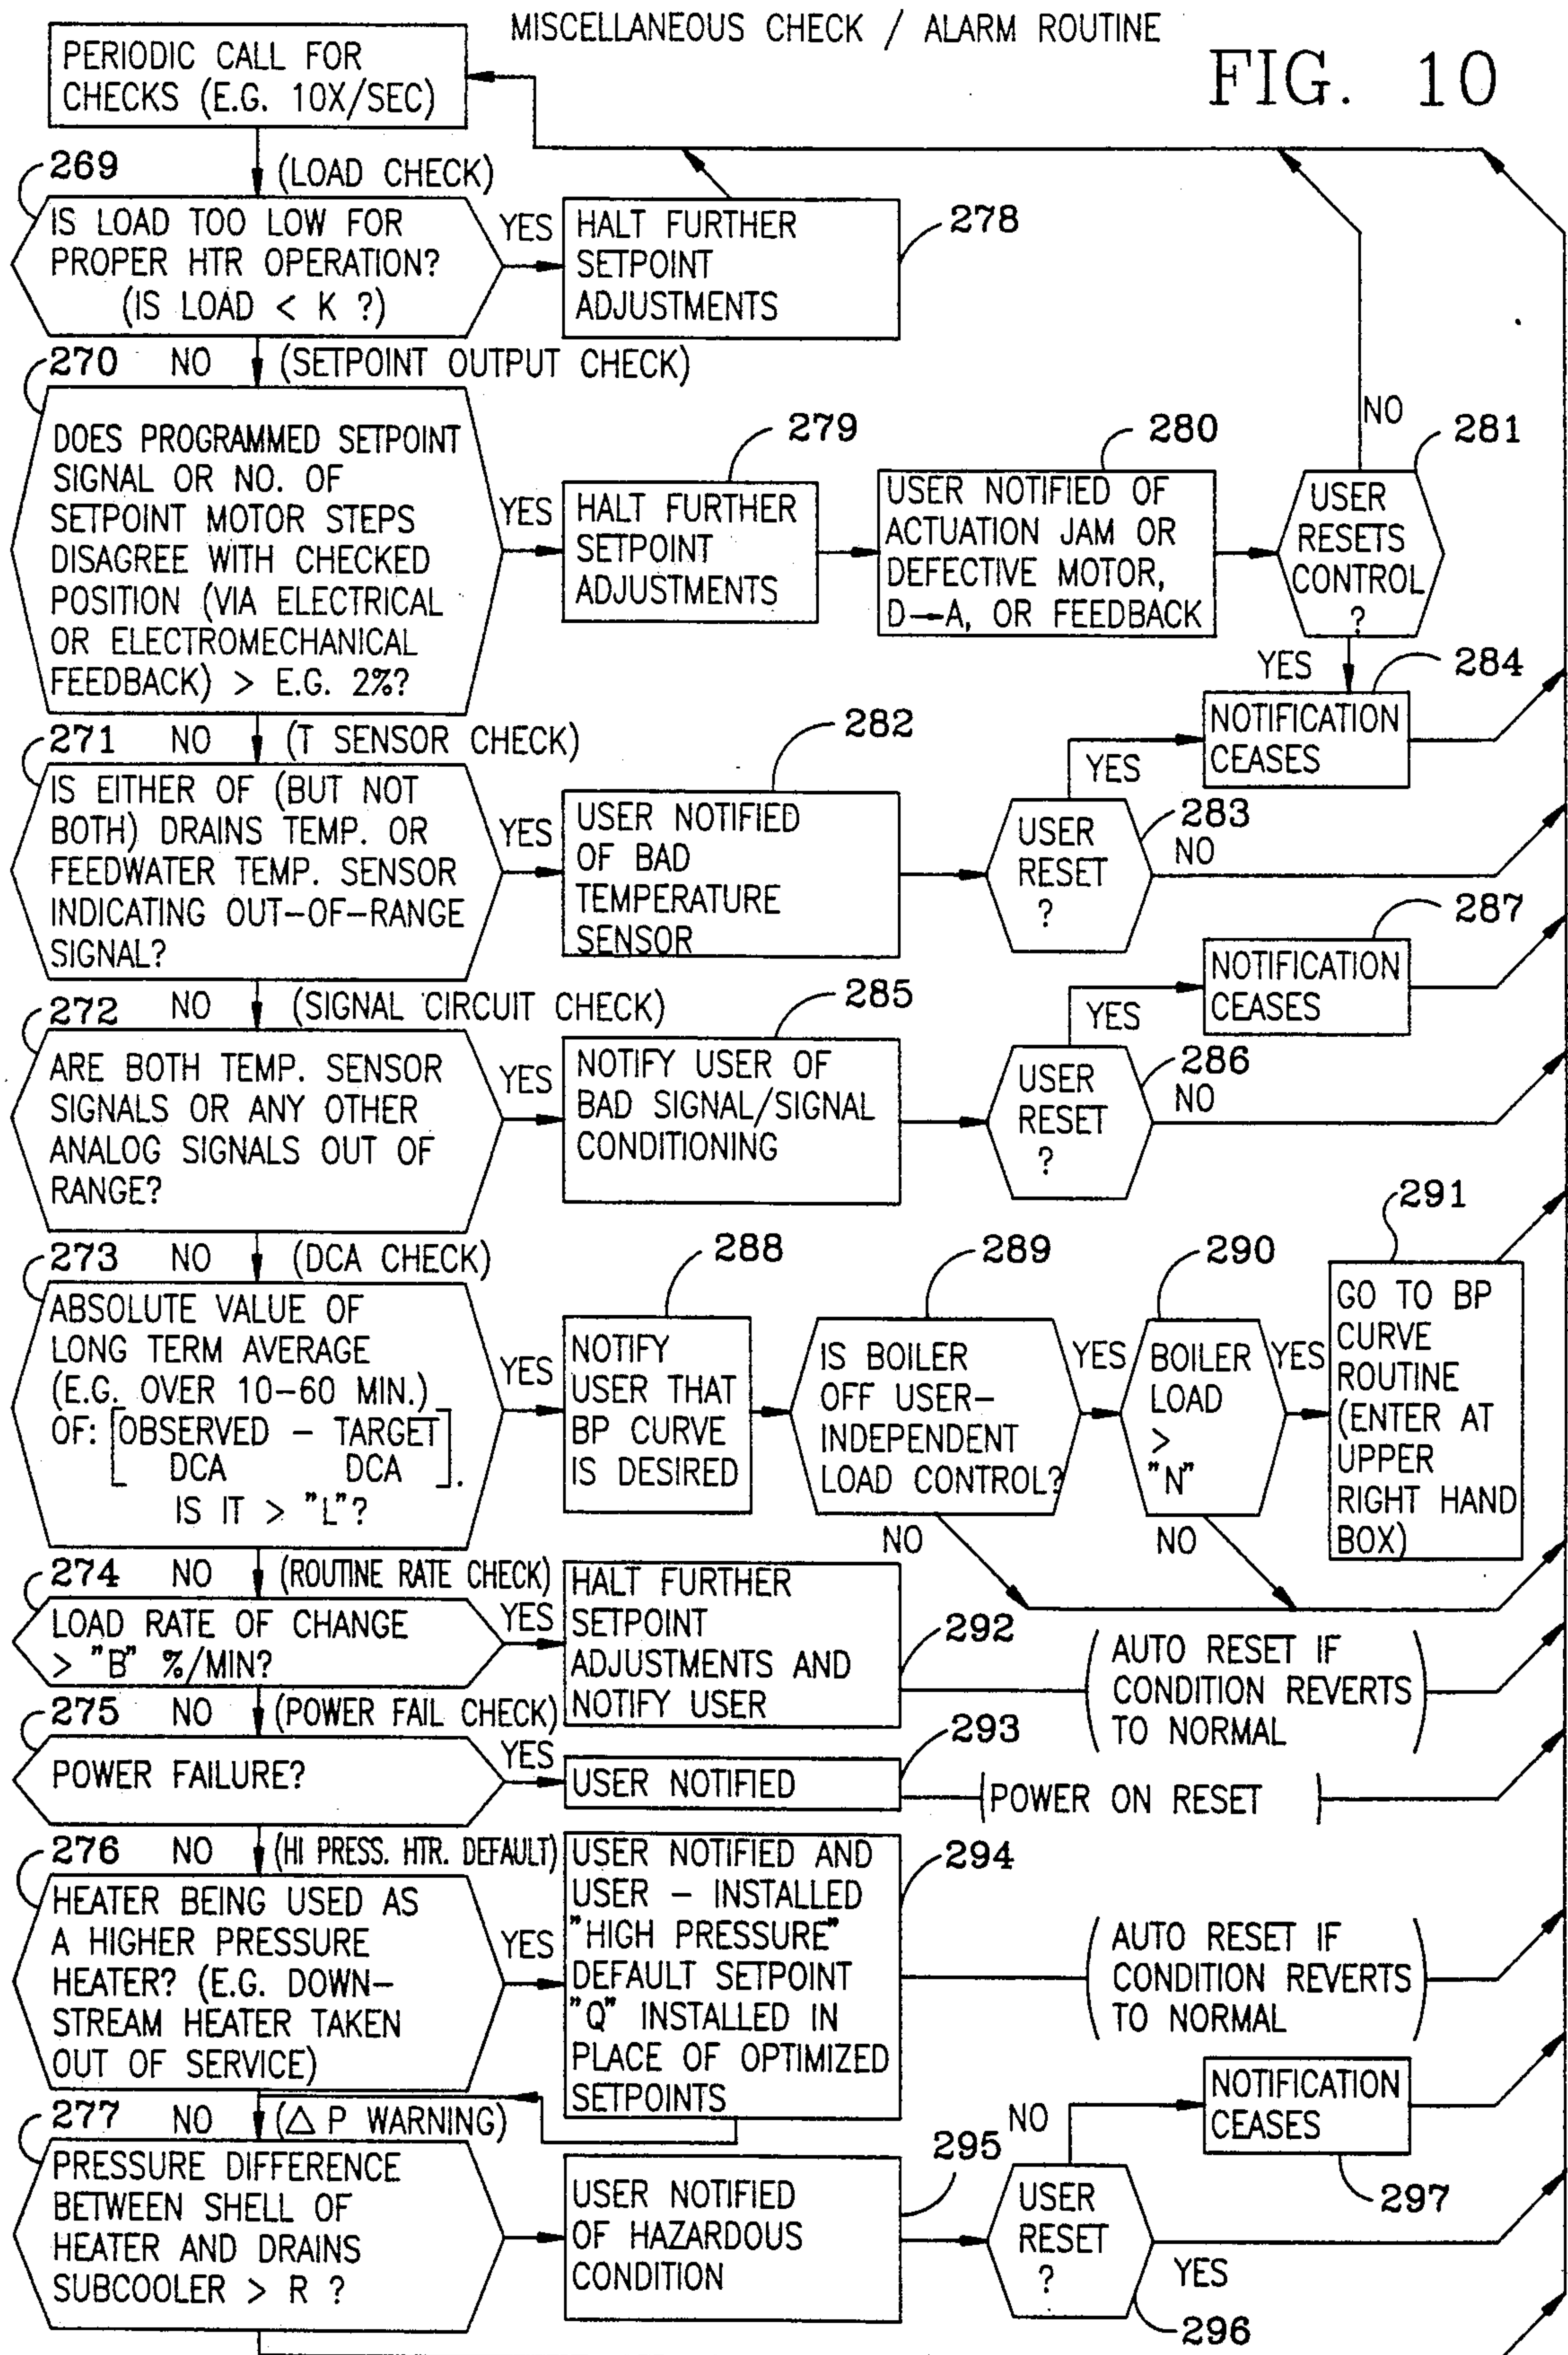 MISCELLANEOUS CHECK / ALARM ROUTINE
FIG. 10
PERIODIC CALL FOR
CHECKS (E.G. 10X/SEC)
269
(LOAD CHECK)
IS LOAD TOO LOW FOR
PROPER HTR OPERATION?
(IS LOAD < K ?)
YES
HALT FURTHER
SETPOINT
ADJUSTMENTS
278
270
NO
(SETPOINT OUTPUT CHECK)
DOES PROGRAMMED SETPOINT
SIGNAL OR NO. OF
SETPOINT MOTOR STEPS
DISAGREE WITH CHECKED
POSITION (VIA ELECTRICAL
OR ELECTROMECHANICAL
FEEDBACK) > E.G. 2%?
YES
279
HALT FURTHER
SETPOINT
ADJUSTMENTS
280
USER NOTIFIED OF
ACTUATION JAM OR
DEFECTIVE MOTOR,
D→A, OR FEEDBACK
NO
281
USER
RESETS
CONTROL
?
YES
284
NOTIFICATION
CEASES
271
NO
(T SENSOR CHECK)
IS EITHER OF (BUT NOT
BOTH) DRAINS TEMP. OR
FEEDWATER TEMP. SENSOR
INDICATING OUT-OF-RANGE
SIGNAL?
YES
282
USER NOTIFIED
OF BAD
TEMPERATURE
SENSOR
YES
283
USER
RESET
?
NO
272
NO
(SIGNAL CIRCUIT CHECK)
ARE BOTH TEMP. SENSOR
SIGNALS OR ANY OTHER
ANALOG SIGNALS OUT OF
RANGE?
YES
285
NOTIFY USER OF
BAD SIGNAL/SIGNAL
CONDITIONING
287
NOTIFICATION
CEASES
YES
286
USER
RESET
?
NO
273
NO
(DCA CHECK)
ABSOLUTE VALUE OF
LONG TERM AVERAGE
(E.G. OVER 10-60 MIN.)
OF: [OBSERVED - TARGET
DCA DCA ].
IS IT > "L"?
YES
288
NOTIFY
USER THAT
BP CURVE
IS DESIRED
289
IS BOILER
OFF USER-
INDEPENDENT
LOAD CONTROL?
YES
NO
290
BOILER
LOAD
>
"N"
YES
NO
291
GO TO BP
CURVE
ROUTINE
(ENTER AT
UPPER
RIGHT HAND
BOX)
274
NO
(ROUTINE RATE CHECK)
LOAD RATE OF CHANGE
> "B" %/MIN?
YES
HALT FURTHER
SETPOINT
ADJUSTMENTS AND
NOTIFY USER
292
(AUTO RESET IF
CONDITION REVERTS
TO NORMAL)
275
NO
(POWER FAIL CHECK)
POWER FAILURE?
YES
USER NOTIFIED
293
(POWER ON RESET )
276
NO
(HI PRESS. HTR. DEFAULT)
HEATER BEING USED AS
A HIGHER PRESSURE
HEATER? (E.G. DOWN-
STREAM HEATER TAKEN
OUT OF SERVICE)
YES
USER NOTIFIED AND
USER - INSTALLED
"HIGH PRESSURE"
DEFAULT SETPOINT
"Q" INSTALLED IN
PLACE OF OPTIMIZED
SETPOINTS
294
(AUTO RESET IF
CONDITION REVERTS
TO NORMAL)
277
NO
(△ P WARNING)
PRESSURE DIFFERENCE
BETWEEN SHELL OF
HEATER AND DRAINS
SUBCOOLER > R ?
USER NOTIFIED
OF HAZARDOUS
CONDITION
295
NO
NOTIFICATION
CEASES
297
USER
RESET
?
YES
296